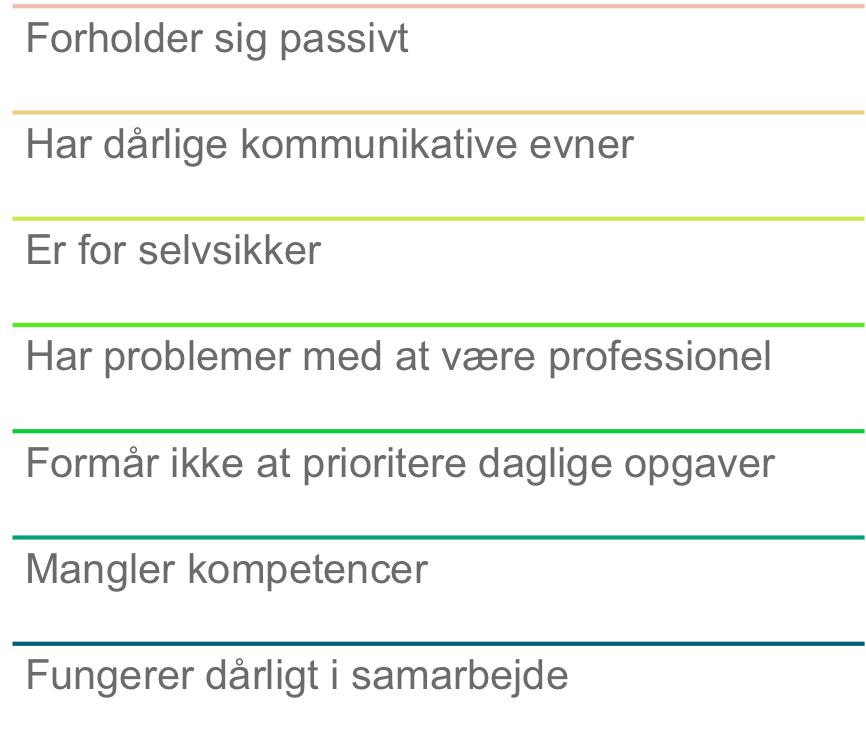 Forholder sig passivt
Har dårlige kommunikative evner
Er for selvsikker
Har problemer med at være professionel
Formår ikke at prioritere daglige opgaver
Mangler kompetencer
Fungerer dårligt i samarbejde